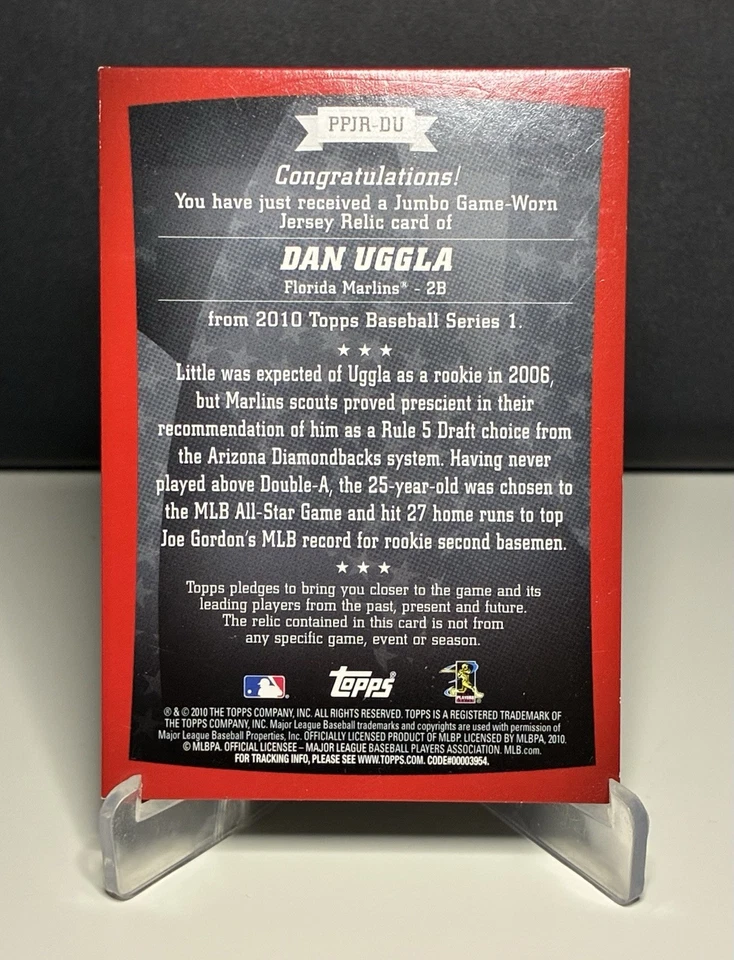 PPJR-DU
Congratulations!
You have just received a Jumbo Game-Worn
Jersey Relic card of
DAN UGGLA
Florida Marlins® - 2B
from 2010 Topps Baseball Series 1.
Little was expected of Uggla as a rookie in 2006,
but Marlins scouts proved prescient in their
recommendation of him as a Rule 5 Draft choice from
the Arizona Diamondbacks system. Having never
played above Double-A, the 25-year-old was chosen to
the MLB All-Star Game and hit 27 home runs to top
Joe Gordon's MLB record for rookie second basemen.
Topps pledges to bring you closer to the game and its
leading players from the past, present and future.
The relic contained in this card is not from
any specific game, event or season.
Topps®
® & © 2010 THE TOPPS COMPANY, INC. ALL RIGHTS RESERVED. TOPPS IS A REGISTERED TRADEMARK OF
THE TOPPS COMPANY, INC. Major League Baseball trademarks and copyrights are used with permission of
Major League Baseball Properties, Inc. OFFICIALLY LICENSED PRODUCT OF MLBP. LICENSED BY MLBPA, 2010.
© MLBPA. OFFICIAL LICENSEE – MAJOR LEAGUE BASEBALL PLAYERS ASSOCIATION. MLB.com.
FOR TRACKING INFO, PLEASE SEE WWW.TOPPS.COM. CODE#00003954.